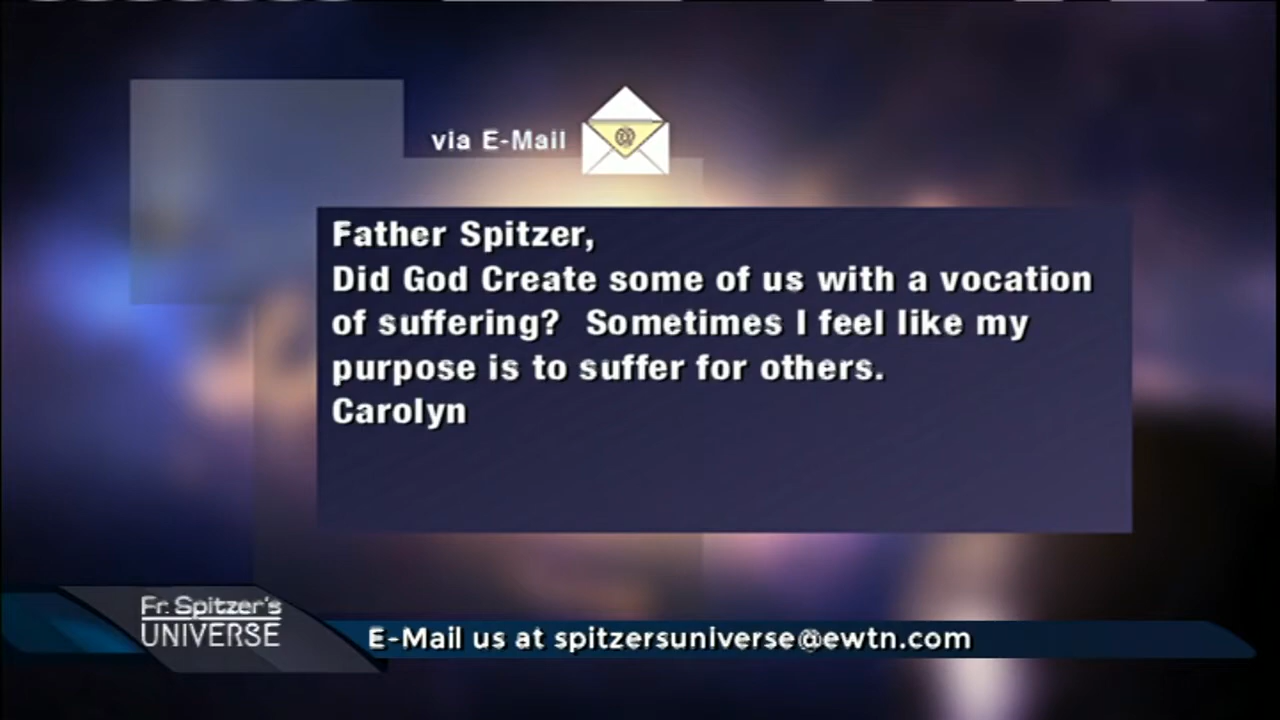 via E-Mail
@
Father Spitzer,
Did God Create some of us with a vocation
of suffering?  Sometimes I feel like my
purpose is to suffer for others.
Carolyn
Fr. Spitzer's
UNIVERSE
E-Mail us at spitzersuniverse@ewtn.com